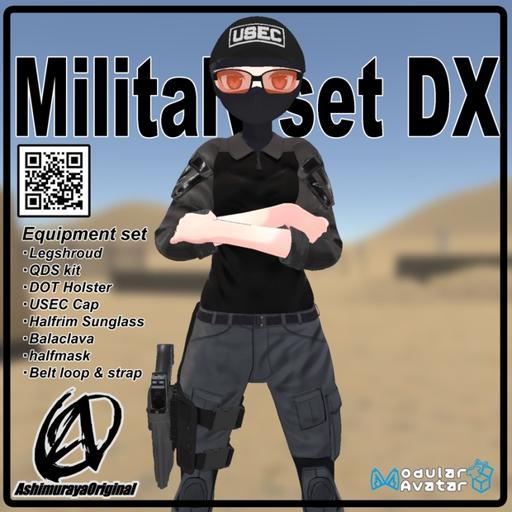 USEC
Military set DX
Equipment set
・Legshroud
・QDS kit
・DOT Holster
・USEC Cap
・Halfrim Sunglass
・Balaclava
・halfmask
・Belt loop & strap
AshimurayaOriginal
Modular
Avatar